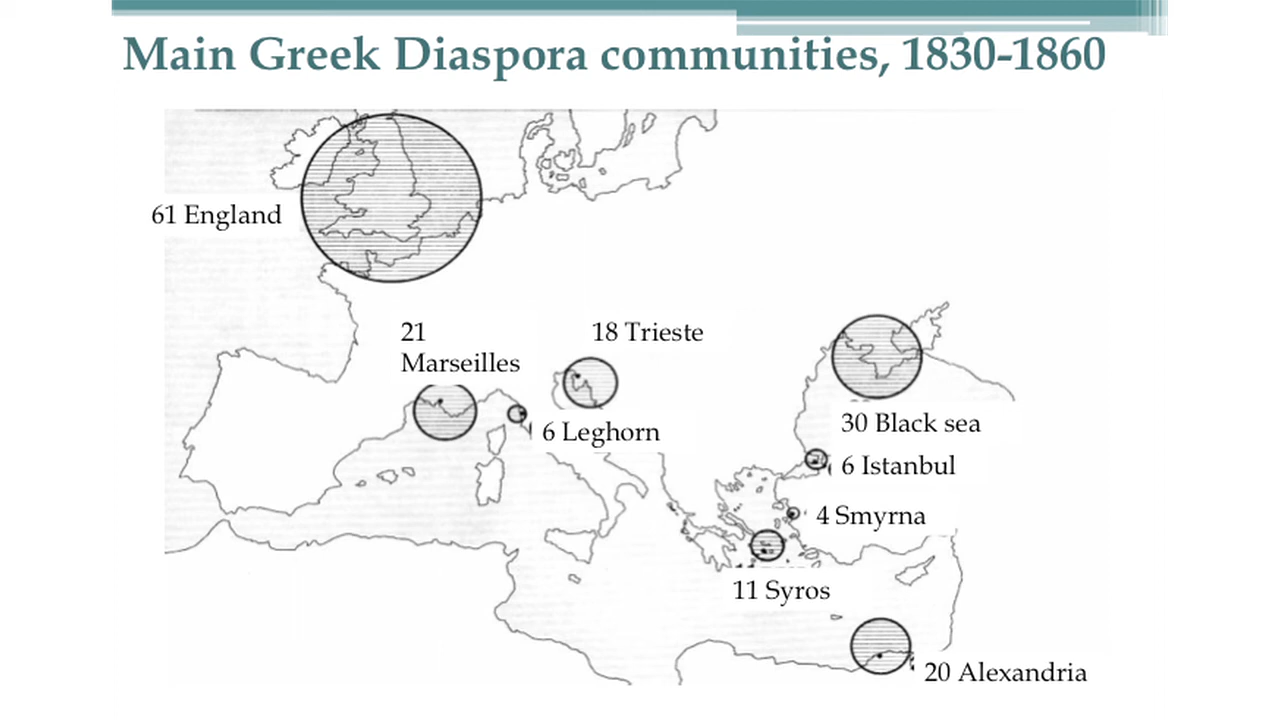 Main Greek Diaspora communities, 1830-1860
61 England
21
Marseilles
18 Trieste
6 Leghorn
30 Black sea
6 Istanbul
4 Smyrna
11 Syros
20 Alexandria